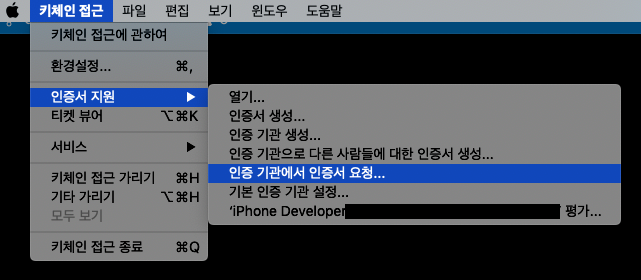 키체인 접근 파일 편집 보기 윈도우 도움말
키체인 접근에 관하여
환경설정... ⌘,
인증서 지원 ▶
티켓 뷰어 ⌥⌘K
서비스 ▶
키체인 접근 가리기 ⌘H
기타 가리기 ⌥⌘H
모두 보기
키체인 접근 종료 ⌘Q
열기...
인증서 생성...
인증 기관 생성...
인증 기관으로 다른 사람들에 대한 인증서 생성...
인증 기관에서 인증서 요청...
기본 인증 기관 설정...
‘iPhone Developer 평가...